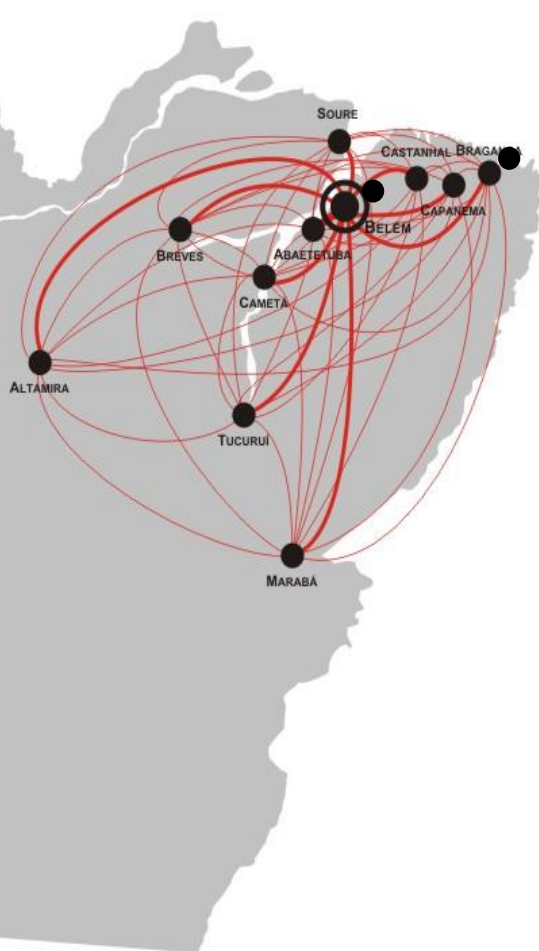 SOURE
CASTANHAL
CAPANEMA
BELÉM
BREVES
ABAETETUBA
CAMETÁ
ALTAMIRA
TUCURUÍ
MARABÁ